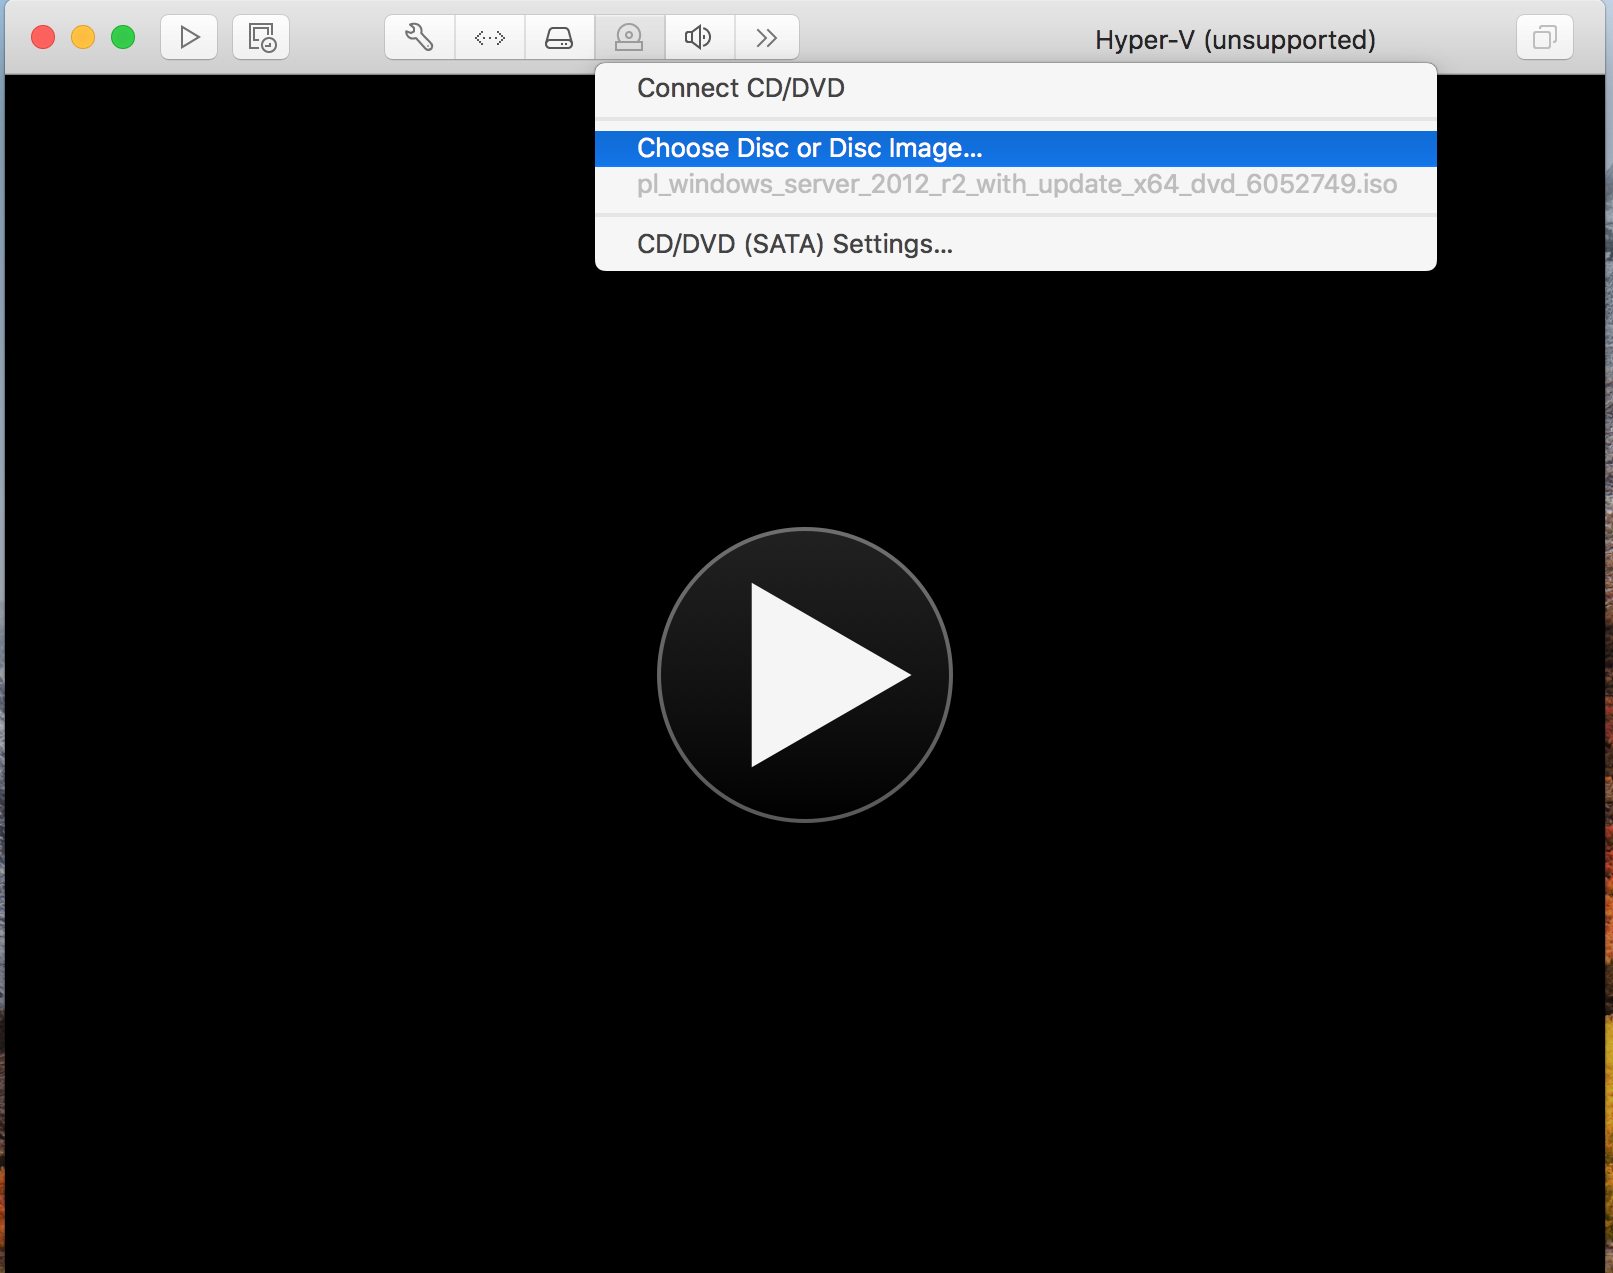 Hyper-V (unsupported)
Connect CD/DVD
Choose Disc or Disc Image...
pl_windows_server_2012_r2_with_update_x64_dvd_6052749.iso
CD/DVD (SATA) Settings...